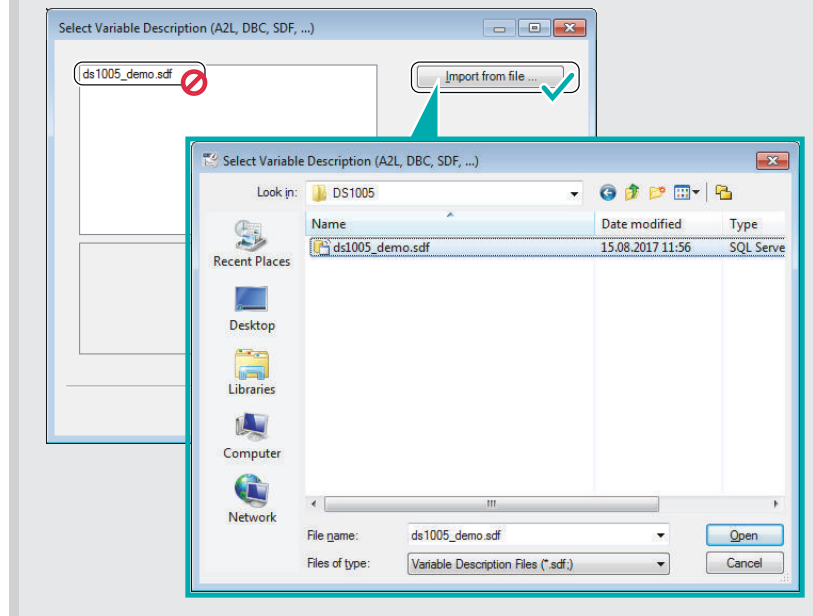 Select Variable Description (A2L, DBC, SDF, ...)
ds1005_demo.sdf
Import from file ...
Select Variable Description (A2L, DBC, SDF, ...)
Look in:
DS1005
Name
Date modified
Type
ds1005_demo.sdf
15.08.2017 11:56
SQL Serve
Recent Places
Desktop
Libraries
Computer
Network
File name:
ds1005_demo.sdf
Open
Files of type:
Variable Description Files (*.sdf;)
Cancel